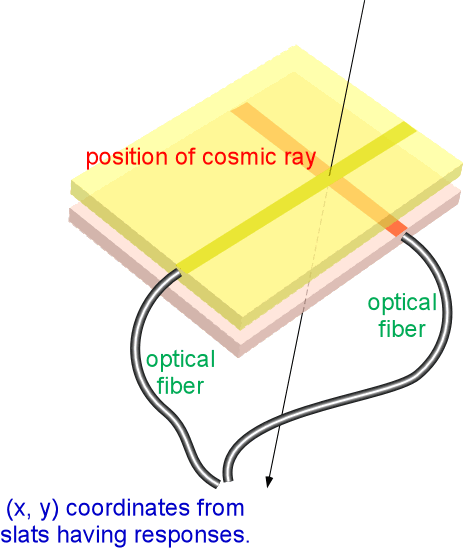 position of cosmic ray
optical
fiber
optical
fiber
(x, y) coordinates from
slats having responses.